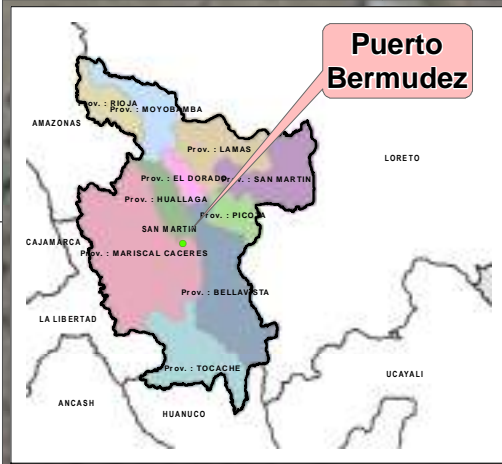 Puerto
Bermudez
Prov. : RIOJA
Prov. : MOYOBAMBA
AMAZONAS
Prov. : LAMAS
LORETO
Prov. : EL DORADO
Prov. : SAN MARTIN
Prov. : HUALLAGA
Prov. : PICOTA
SAN MARTIN
CAJAMARCA
Prov. : MARISCAL CACERES
Prov. : BELLAVISTA
LA LIBERTAD
Prov. : TOCACHE
UCAYALI
ANCASH
HUANUCO